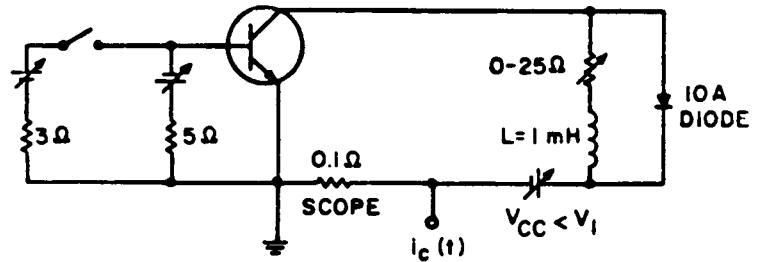 0-25Ω
10A
DIODE
3Ω
5Ω
L=1mH
0.1Ω
SCOPE
i_c(t)
V_CC < V_1